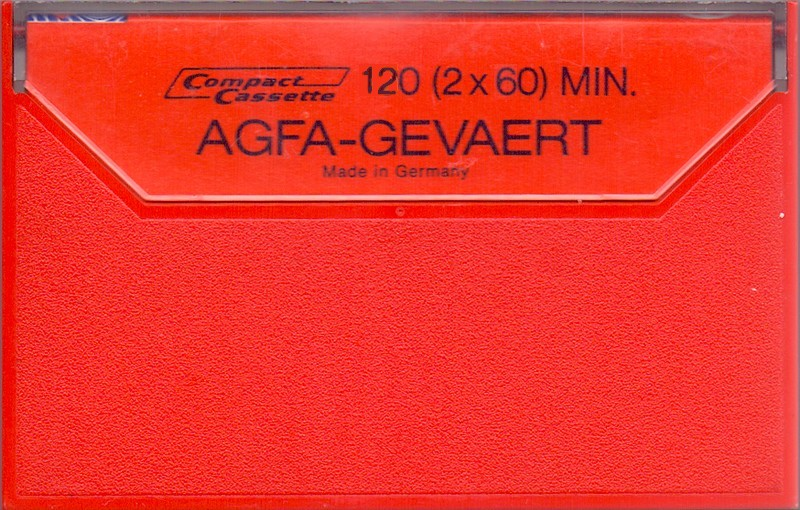 Compact Cassette 120 (2 x 60) MIN.
AGFA-GEVAERT
Made in Germany